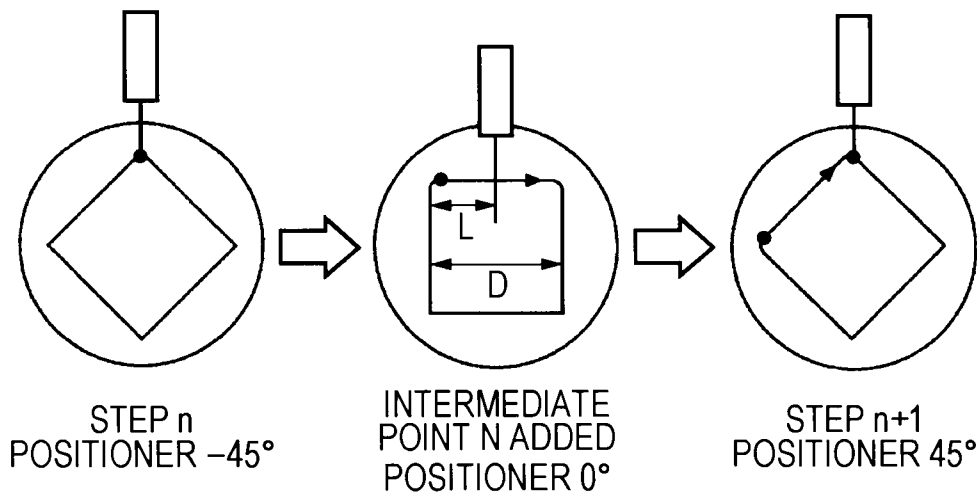 L
D
STEP n
POSITIONER –45°
INTERMEDIATE
POINT N ADDED
POSITIONER 0°
STEP n+1
POSITIONER 45°